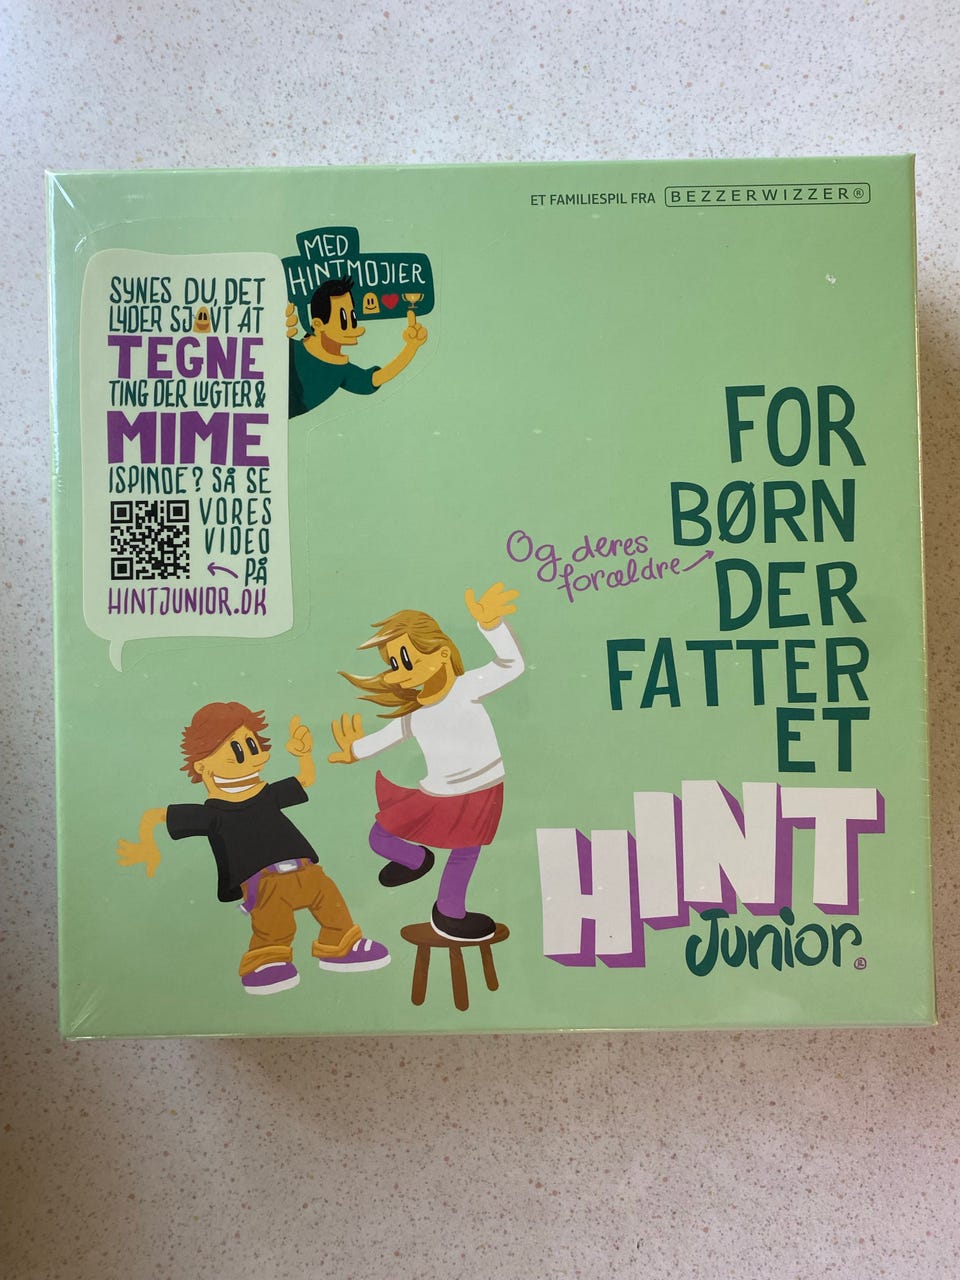 ET FAMILIESPIL FRA BEZZERWIZZER®
MED
HINTMOJIER
SYNES DU, DET
LYDER SJOVT AT
TEGNE
TING DER LUGTER &
MIME
ISPINDE? SÅ SE
VORES
VIDEO
PÅ
HINTJUNIOR.DK
FOR
BØRN
Og deres
forældre
DER
FATTER
ET
HINT
Junior®